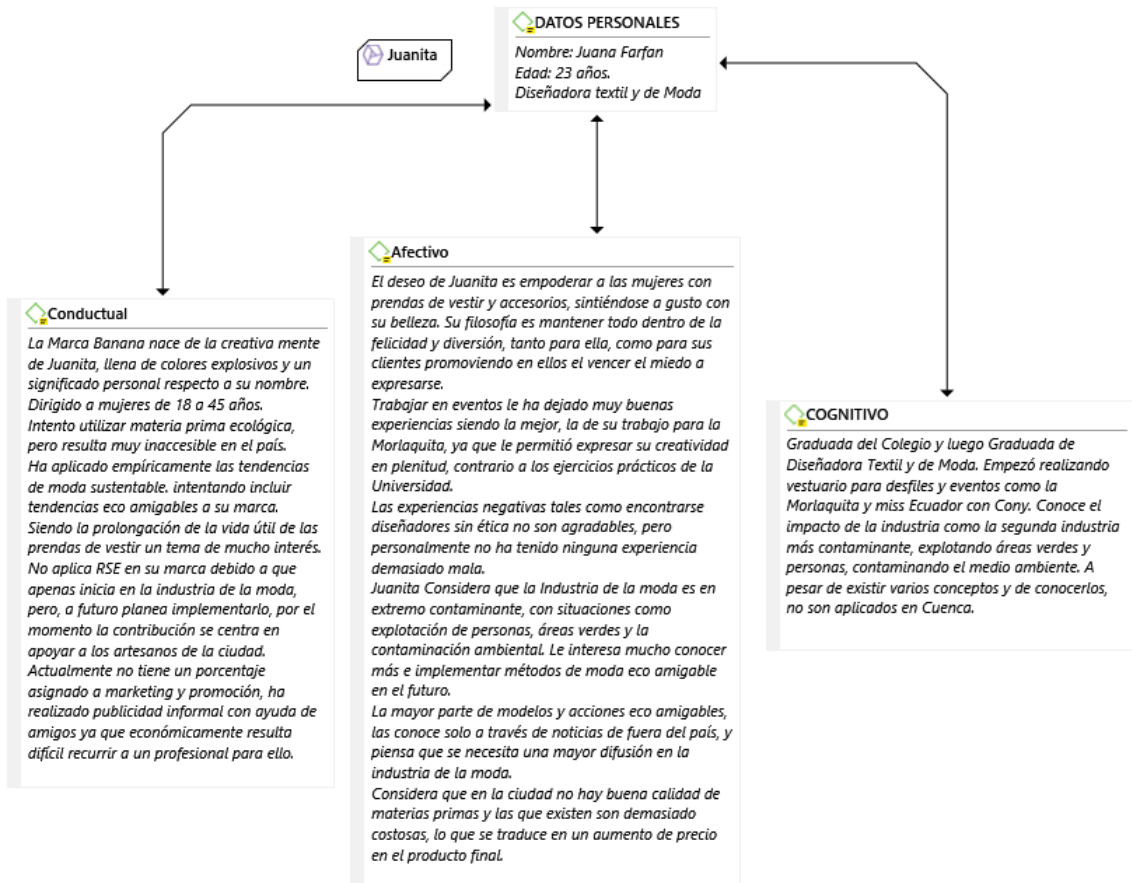 Juanita
DATOS PERSONALES
Nombre: Juana Farfan
Edad: 23 años.
Diseñadora textil y de Moda
Conductual
La Marca Banana nace de la creativa mente
de Juanita, llena de colores explosivos y un
significado personal respecto a su nombre.
Dirigido a mujeres de 18 a 45 años.
Intento utilizar materia prima ecológica,
pero resulta muy inaccesible en el país.
Ha aplicado empíricamente las tendencias
de moda sustentable. intentando incluir
tendencias eco amigables a su marca.
Siendo la prolongación de la vida útil de las
prendas de vestir un tema de mucho interés.
No aplica RSE en su marca debido a que
apenas inicia en la industria de la moda,
pero, a futuro planea implementarlo, por el
momento la contribución se centra en
apoyar a los artesanos de la ciudad.
Actualmente no tiene un porcentaje
asignado a marketing y promoción, ha
realizado publicidad informal con ayuda de
amigos ya que económicamente resulta
difícil recurrir a un profesional para ello.
Afectivo
El deseo de Juanita es empoderar a las mujeres con
prendas de vestir y accesorios, sintiéndose a gusto con
su belleza. Su filosofía es mantener todo dentro de la
felicidad y diversión, tanto para ella, como para sus
clientes promoviendo en ellos el vencer el miedo a
expresarse.
Trabajar en eventos le ha dejado muy buenas
experiencias siendo la mejor, la de su trabajo para la
Morlaquita, ya que le permitió expresar su creatividad
en plenitud, contrario a los ejercicios prácticos de la
Universidad.
Las experiencias negativas tales como encontrarse
diseñadores sin ética no son agradables, pero
personalmente no ha tenido ninguna experiencia
demasiado mala.
Juanita Considera que la Industria de la moda es en
extremo contaminante, con situaciones como
explotación de personas, áreas verdes y la
contaminación ambiental. Le interesa mucho conocer
más e implementar métodos de moda eco amigable
en el futuro.
La mayor parte de modelos y acciones eco amigables,
las conoce solo a través de noticias de fuera del país, y
piensa que se necesita una mayor difusión en la
industria de la moda.
Considera que en la ciudad no hay buena calidad de
materias primas y las que existen son demasiado
costosas, lo que se traduce en un aumento de precio
en el producto final.
COGNITIVO
Graduada del Colegio y luego Graduada de
Diseñadora Textil y de Moda. Empezó realizando
vestuario para desfiles y eventos como la
Morlaquita y miss Ecuador con Cony. Conoce el
impacto de la industria como la segunda industria
más contaminante, explotando áreas verdes y
personas, contaminando el medio ambiente. A
pesar de existir varios conceptos y de conocerlos,
no son aplicados en Cuenca.